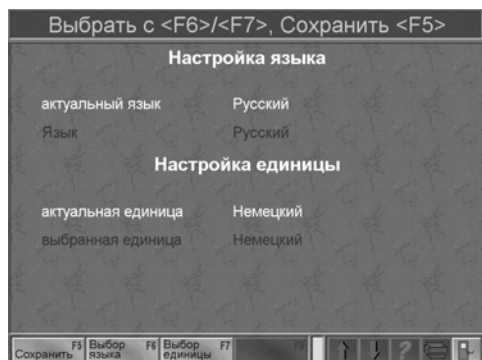 Выбрать с <F6>/<F7>, Сохранить <F5>
Настройка языка
актуальный язык Русский
Язык Русский
Настройка единицы
актуальная единица Немецкий
выбранная единица Немецкий
F5 Сохранить
Выбор F6 языка
Выбор F7 единицы
F8
?